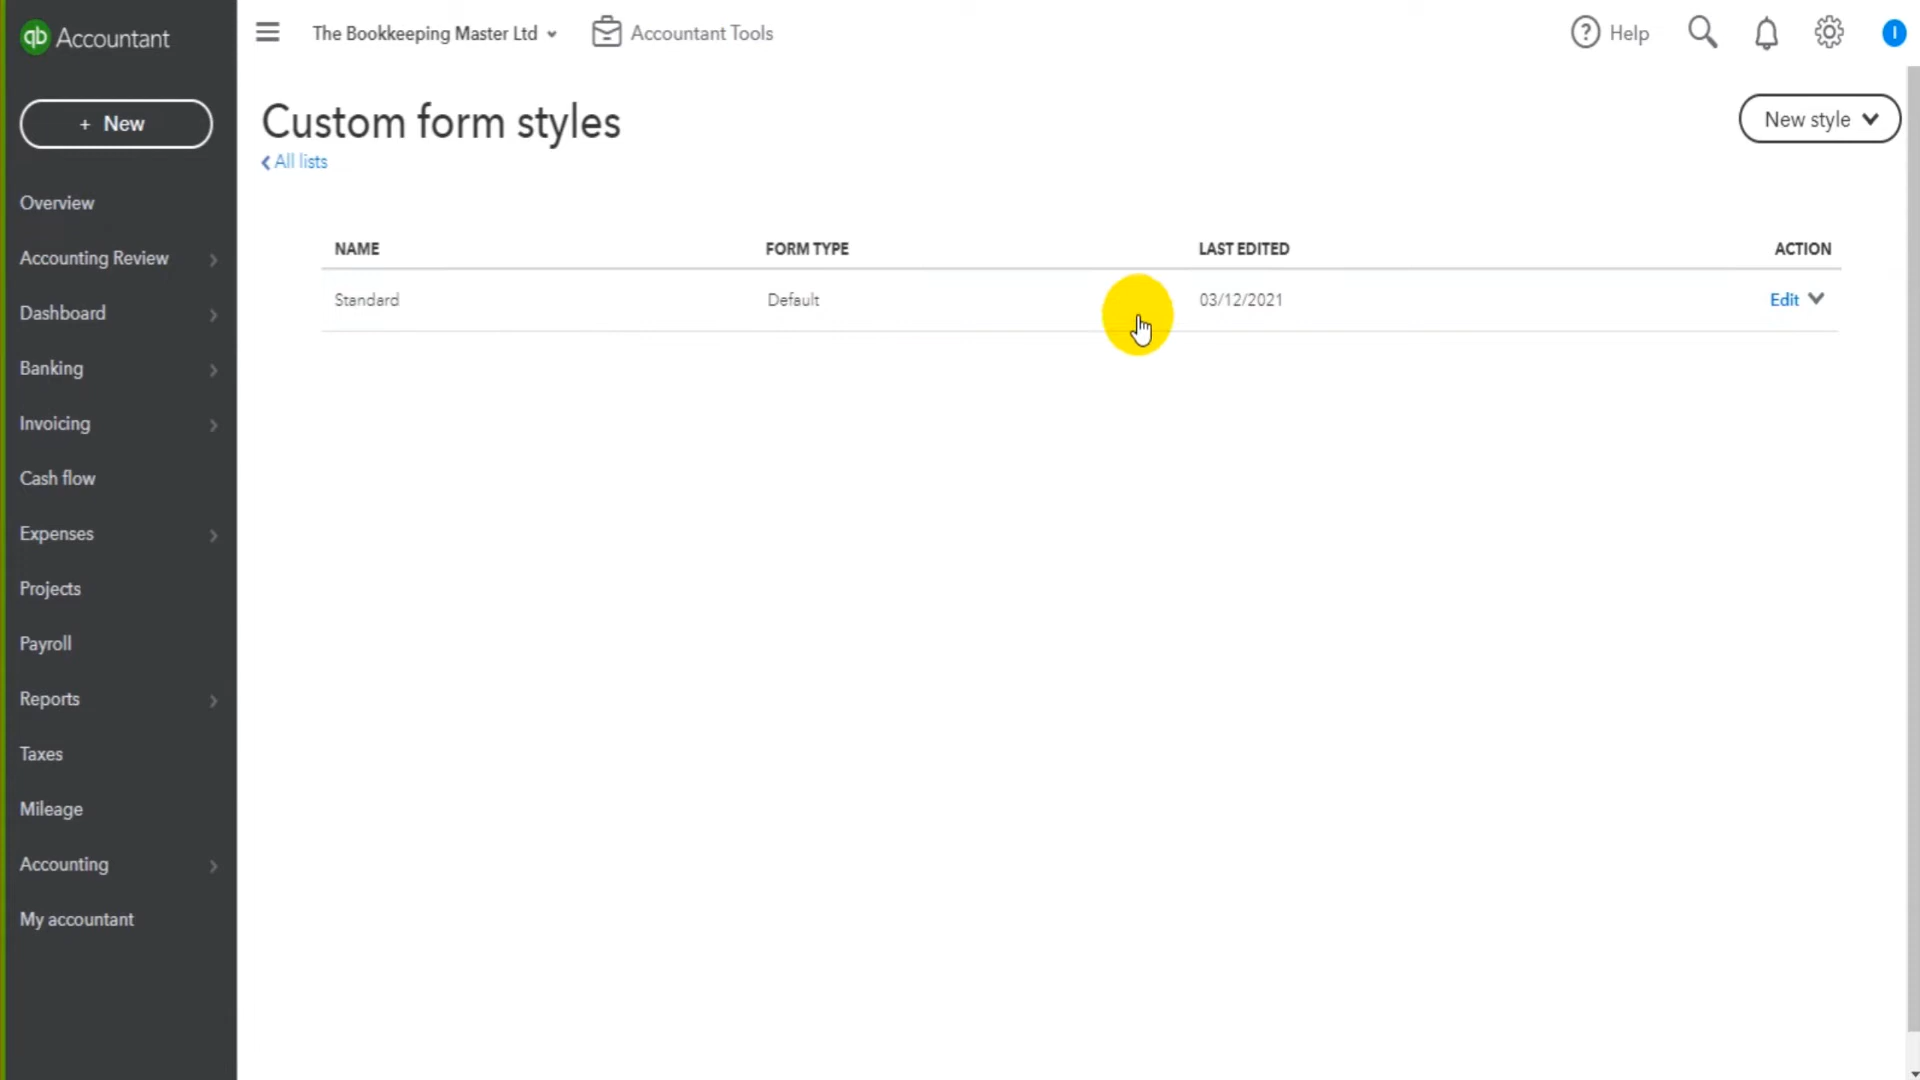 qb Accountant
The Bookkeeping Master Ltd
Accountant Tools
? Help
I
+ New
Custom form styles
New style
All lists
Overview
Accounting Review
Dashboard
Banking
Invoicing
Cash flow
Expenses
Projects
Payroll
Reports
Taxes
Mileage
Accounting
My accountant
NAME FORM TYPE LAST EDITED ACTION
Standard Default 03/12/2021 Edit